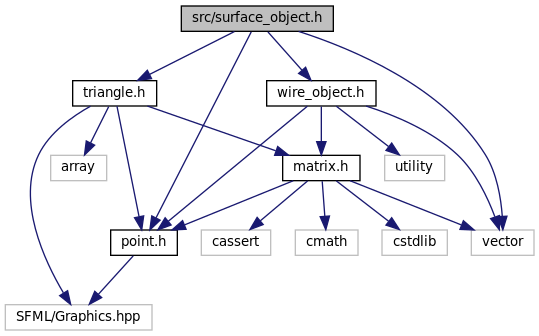 src/surface_object.h
triangle.h
wire_object.h
array
matrix.h
utility
point.h
cassert
cmath
cstdlib
vector
SFML/Graphics.hpp